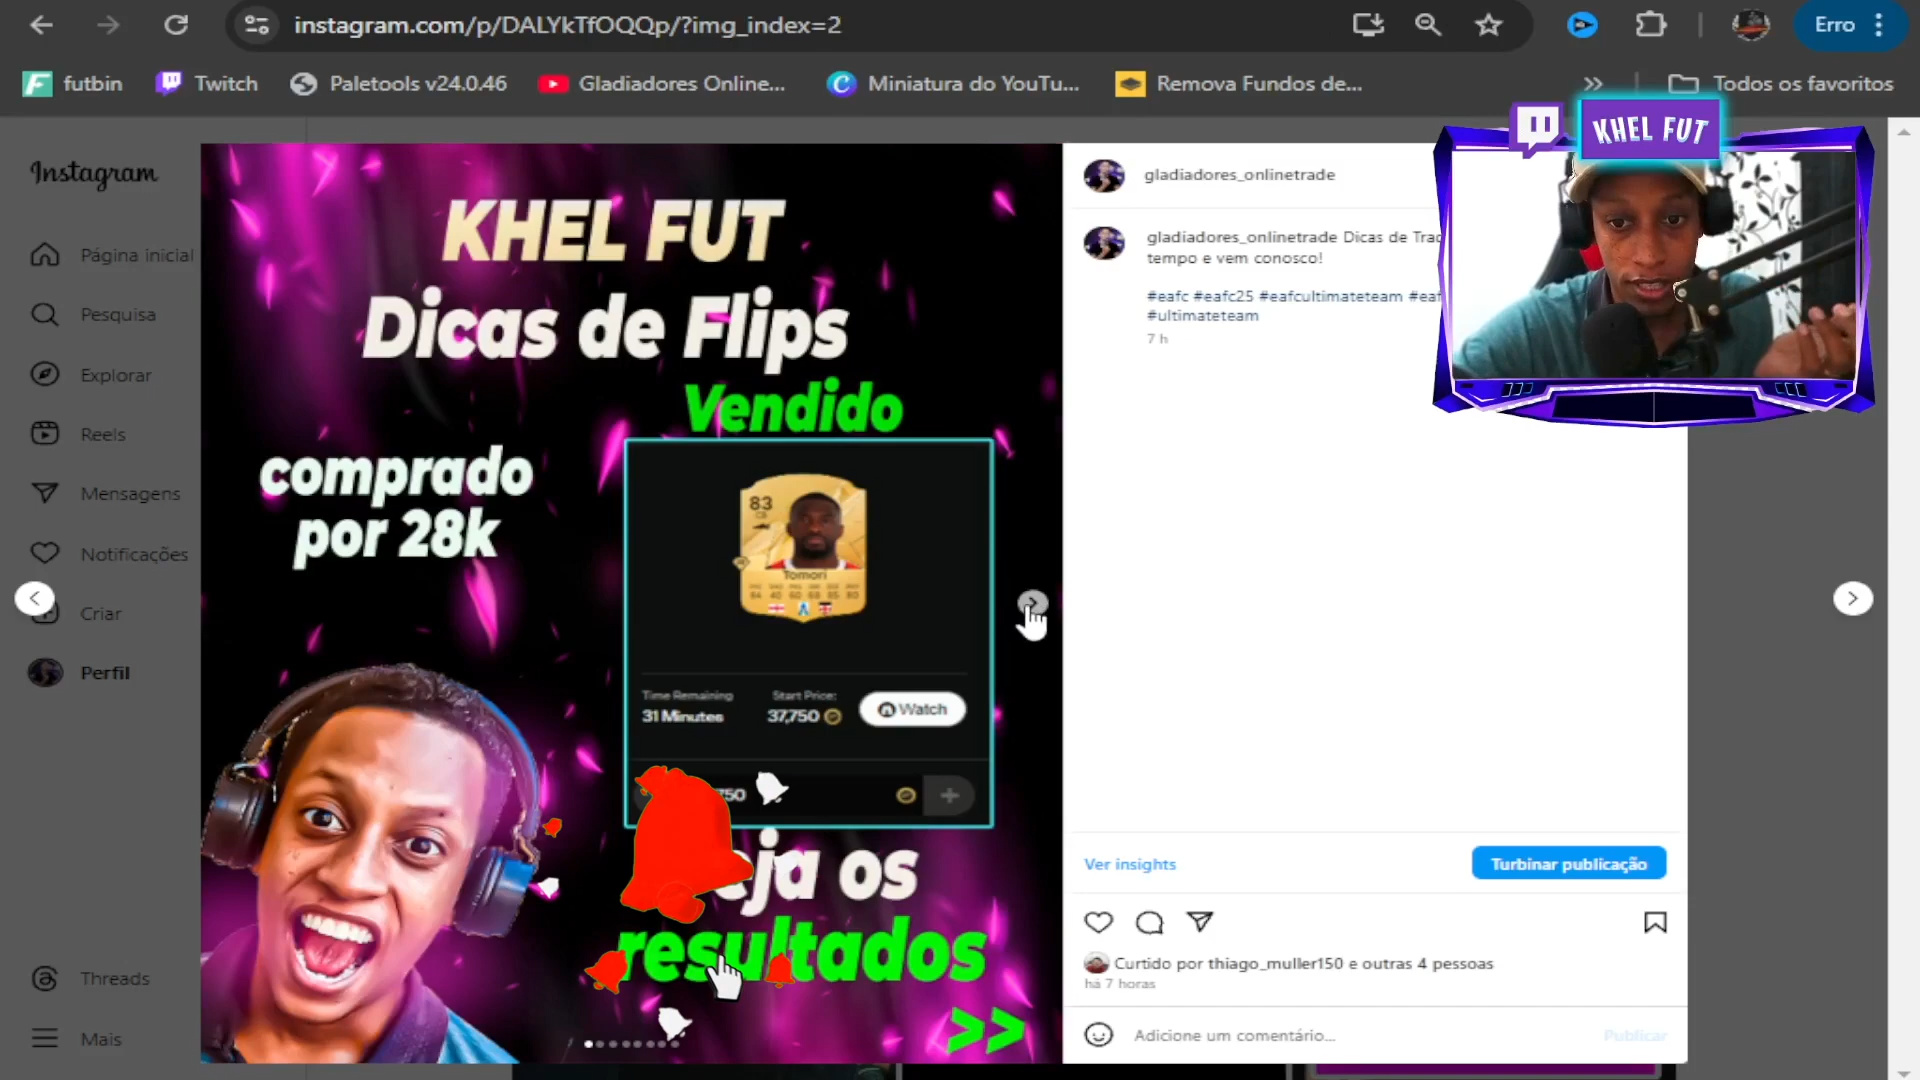 instagram.com/p/DALYkTfOQQp/?img_index=2
Erro
futbin
Twitch
Paletools v24.0.46
Gladiadores Online...
Miniatura do YouTu...
Remova Fundos de...
Todos os favoritos
KHEL FUT
Instagram
Página inicial
Pesquisa
Explorar
Reels
Mensagens
Notificações
Criar
Perfil
Threads
Mais
KHEL FUT
Dicas de Flips
Vendido
comprado
por 28k
83
CB
Tomori
Time Remaining
31 Minutes
Start Price:
37,750
Watch
750
eja os
resultados
>>
gladiadores_onlinetrade
gladiadores_onlinetrade Dicas de Trad
tempo e vem conosco!
#eafc #eafc25 #eafcultimateteam #eaf
#ultimateteam
7 h
Ver insights
Turbinar publicação
Curtido por thiago_muller150 e outras 4 pessoas
há 7 horas
Adicione um comentário...
Publicar